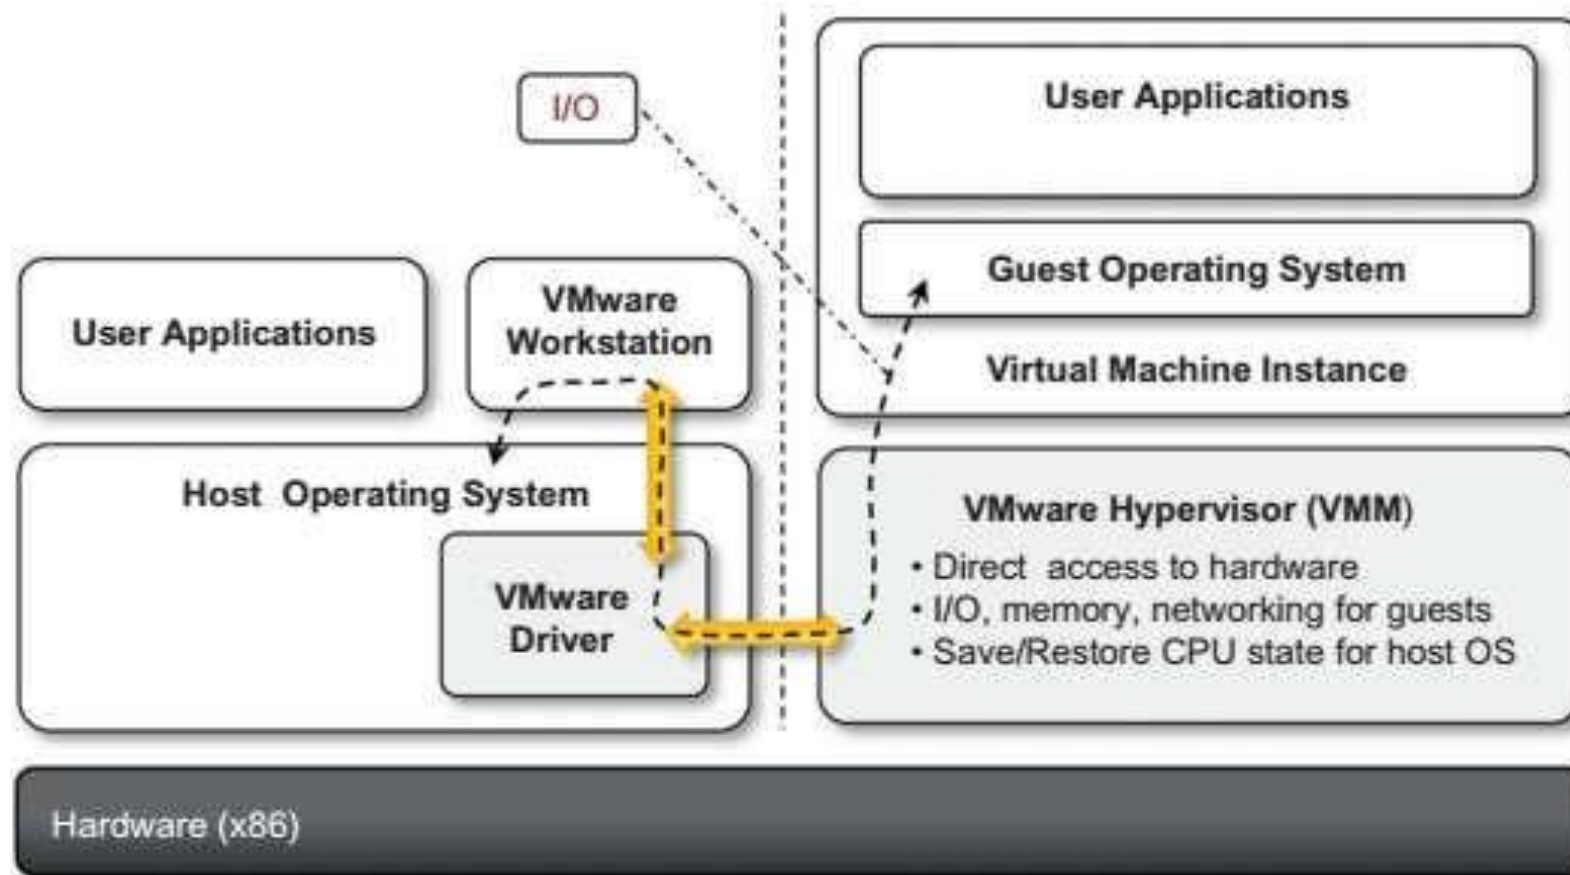 I/O
User Applications
Guest Operating System
Virtual Machine Instance
User Applications
VMware
Workstation
Host Operating System
VMware
Driver
VMware Hypervisor (VMM)
• Direct access to hardware
• I/O, memory, networking for guests
• Save/Restore CPU state for host OS
Hardware (x86)